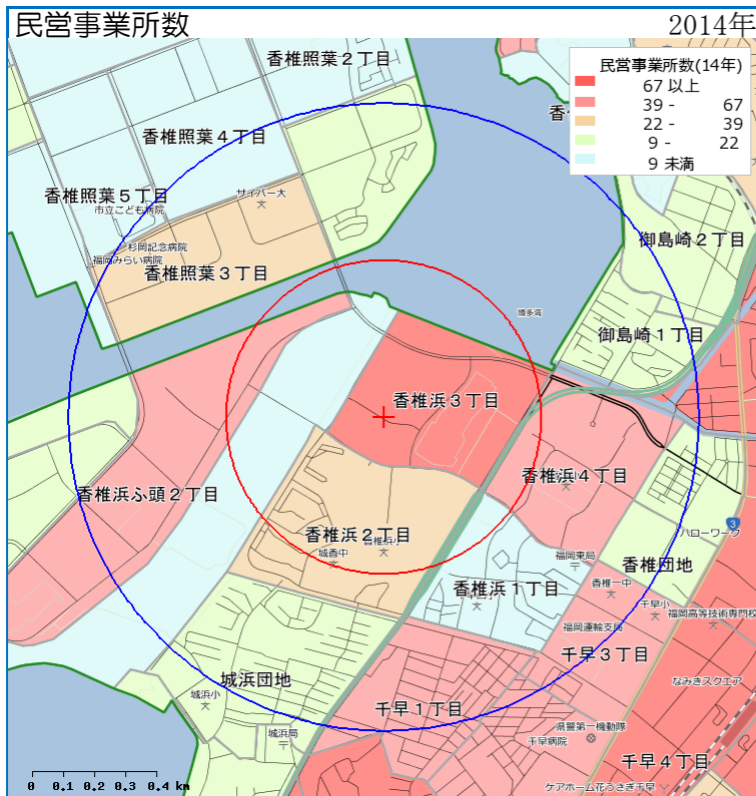 民営事業所数
2014年
民営事業所数(14年)
67 以上
39 - 67
22 - 39
9 - 22
9 未満
香椎照葉２丁目
香椎照葉４丁目
香椎照葉５丁目
市立こども病院
サイバー大
杉岡記念病院
福岡みらい病院
香椎照葉３丁目
御島崎２丁目
博多湾
御島崎１丁目
香椎浜３丁目
香椎浜ふ頭２丁目
香椎浜４丁目
3
ハローワーク
香椎浜２丁目
城香中
福岡東局
香椎団地
香椎浜１丁目
香椎一中
千早小
福岡高等技術専門校
福岡運輸支局
千早３丁目
城浜団地
なみきスクエア
城浜小
千早１丁目
城浜局
県警第一機動隊
千早病院
千早４丁目
ケアホーム花うさぎ千早
0 0.1 0.2 0.3 0.4 km